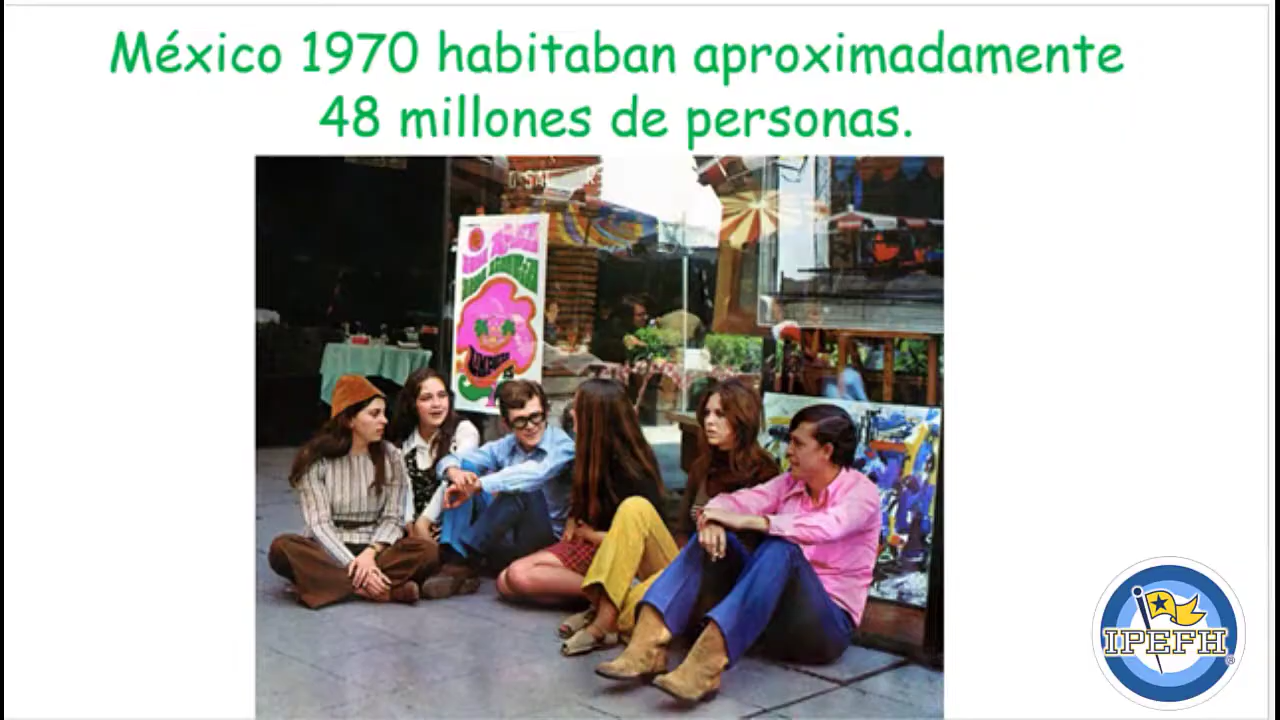 México 1970 habitaban aproximadamente
48 millones de personas.
IPEFH